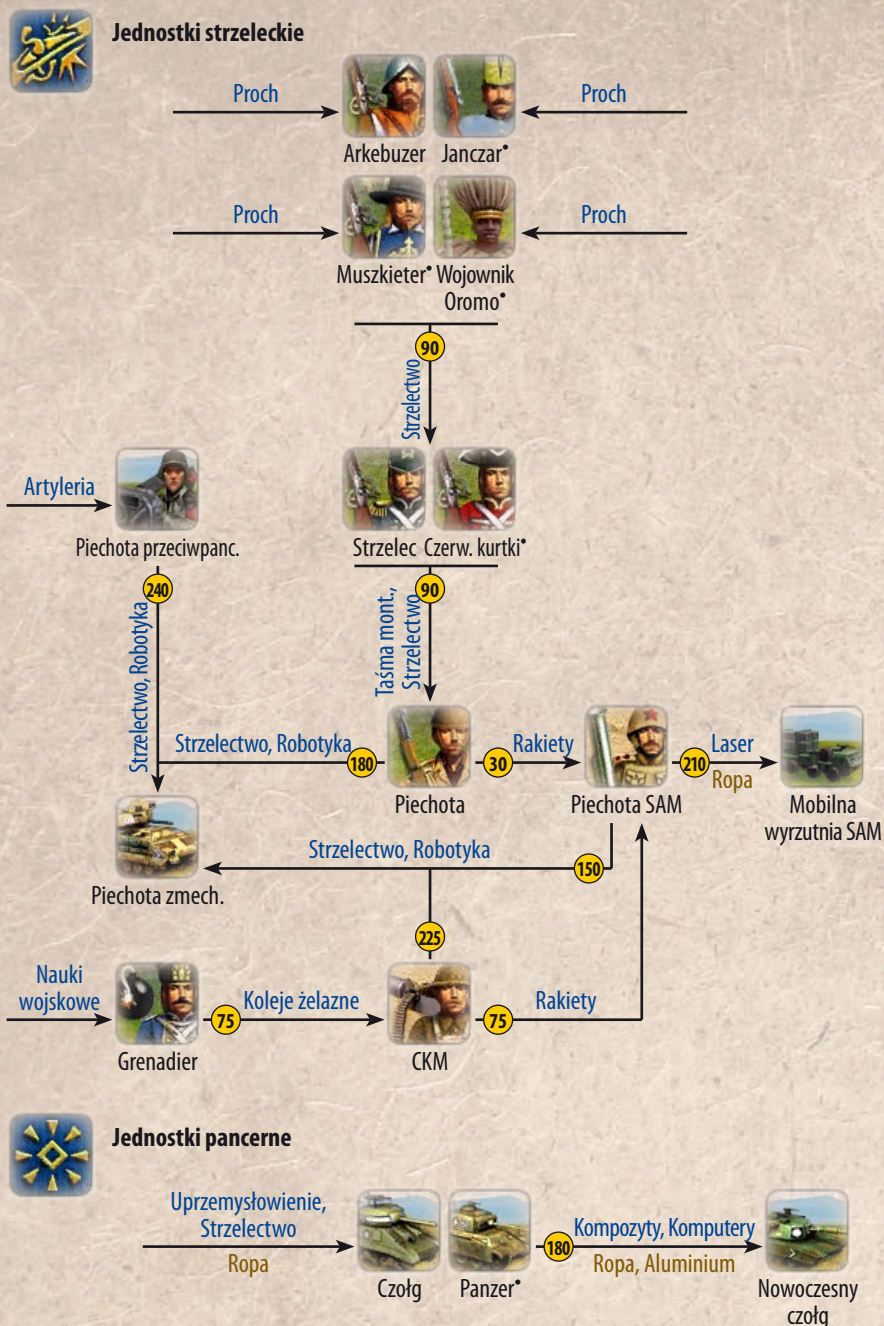 Jednostki strzeleckie
Proch
Proch
Arkebuzer
Janczar•
Proch
Proch
Muszkieter•
Wojownik
Oromo•
90
Strzelectwo
Artyleria
Piechota przeciwpanc.
Strzelec
Czerw. kurtki•
240
90
Strzelectwo, Robotyka
Taśma mont.,
Strzelectwo
Strzelectwo, Robotyka
180
30
Rakiety
210
Laser
Ropa
Piechota
Piechota SAM
Mobilna
wyrzutnia SAM
Strzelectwo, Robotyka
150
Piechota zmech.
225
Nauki
wojskowe
75
Koleje żelazne
75
Rakiety
Grenadier
CKM
Jednostki pancerne
Uprzemysłowienie,
Strzelectwo
Ropa
180
Kompozyty, Komputery
Ropa, Aluminium
Czołg
Panzer•
Nowoczesny
czołg